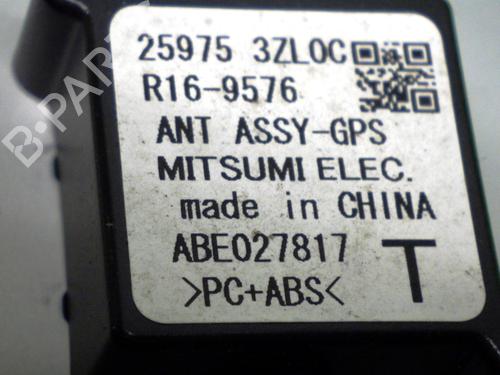 25975 3ZL0C
R16-9576
ANT ASSY-GPS
MITSUMI ELEC.
made in CHINA
ABE027817
T
>PC+ABS<
B-PARTS